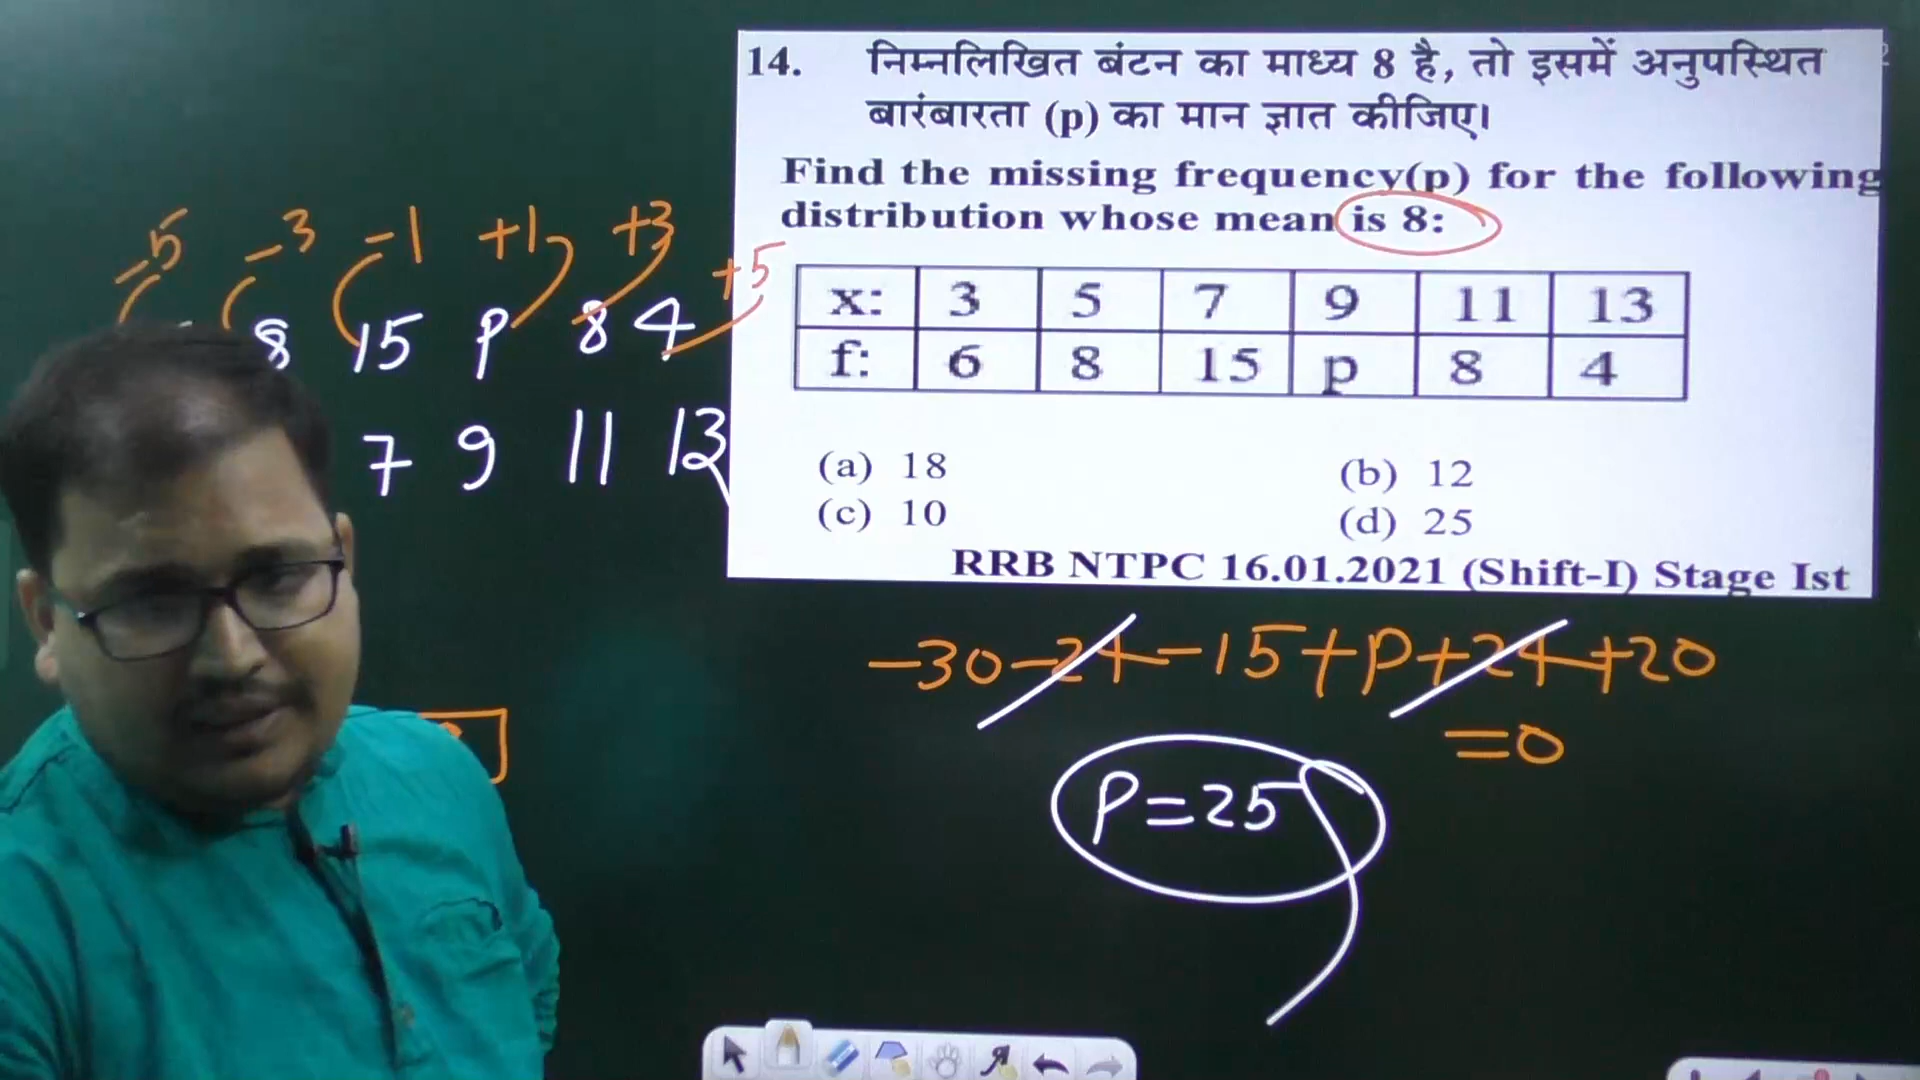 14. निम्नलिखित बंटन का माध्य 8 है, तो इसमें अनुपस्थित
बारंबारता (p) का मान ज्ञात कीजिए।
Find the missing frequency(p) for the following
distribution whose mean is 8:
x: 3 5 7 9 11 13
f: 6 8 15 p 8 4
(a) 18 (b) 12
(c) 10 (d) 25
RRB NTPC 16.01.2021 (Shift-I) Stage Ist
-5 -3 -1 +1 +3 +5
8 15 p 8 4
7 9 11 13
-30-24-15+p+24+20
=0
P=25